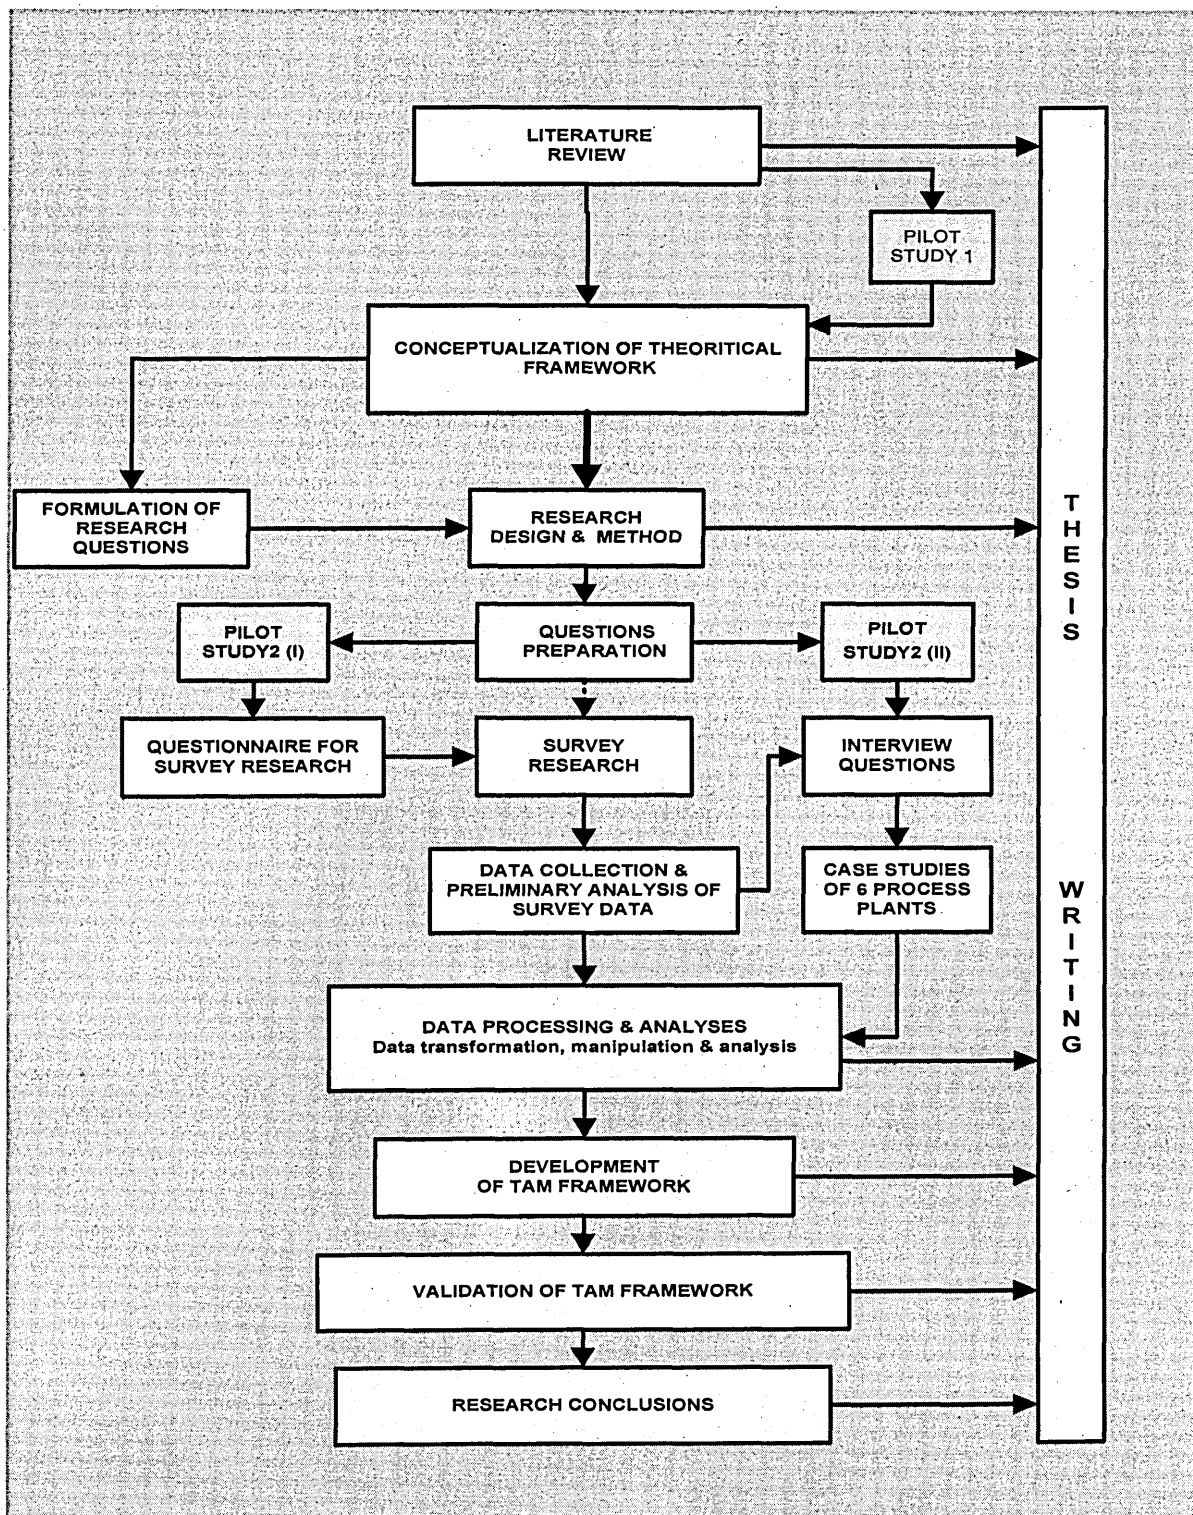 LITERATURE
REVIEW
PILOT
STUDY 1
CONCEPTUALIZATION OF THEORITICAL
FRAMEWORK
FORMULATION OF
RESEARCH
QUESTIONS
RESEARCH
DESIGN & METHOD
PILOT
STUDY2 (I)
QUESTIONS
PREPARATION
PILOT
STUDY2 (II)
QUESTIONNAIRE FOR
SURVEY RESEARCH
SURVEY
RESEARCH
INTERVIEW
QUESTIONS
DATA COLLECTION &
PRELIMINARY ANALYSIS OF
SURVEY DATA
CASE STUDIES
OF 6 PROCESS
PLANTS
DATA PROCESSING & ANALYSES
Data transformation, manipulation & analysis
DEVELOPMENT
OF TAM FRAMEWORK
VALIDATION OF TAM FRAMEWORK
RESEARCH CONCLUSIONS
THESIS
WRITING